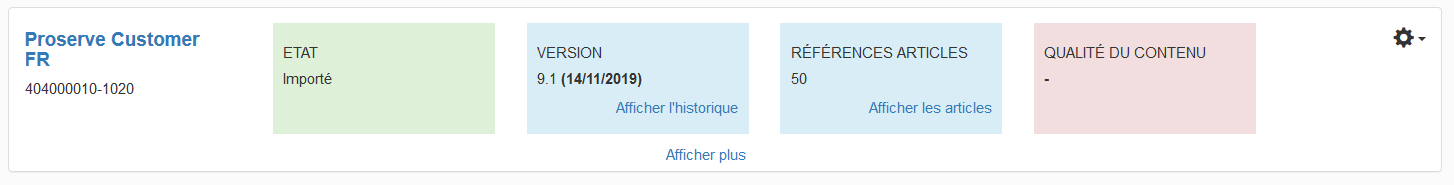 Proserve Customer
FR
404000010-1020
ETAT
Importé
VERSION
9.1 (14/11/2019)
Afficher l'historique
RÉFÉRENCES ARTICLES
50
Afficher les articles
QUALITÉ DU CONTENU
-
Afficher plus